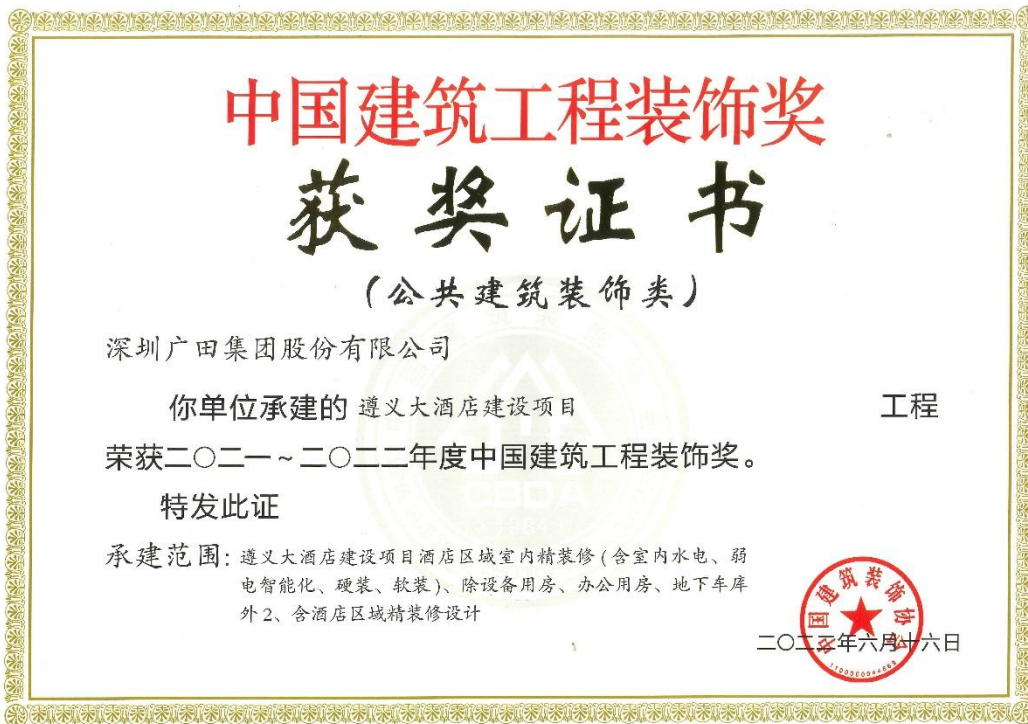 中国建筑工程装饰奖
获奖证书
(公共建筑装饰类)
深圳广田集团股份有限公司
你单位承建的 遵义大酒店建设项目 工程
荣获二〇二一~二〇二二年度中国建筑工程装饰奖。
特发此证
承建范围:遵义大酒店建设项目酒店区域室内精装修(含室内水电、弱
电智能化、硬装、软装)、除设备用房、办公用房、地下车库
外2、含酒店区域精装修设计
中国建筑装饰协会
年六月十六日
CBDA
1984